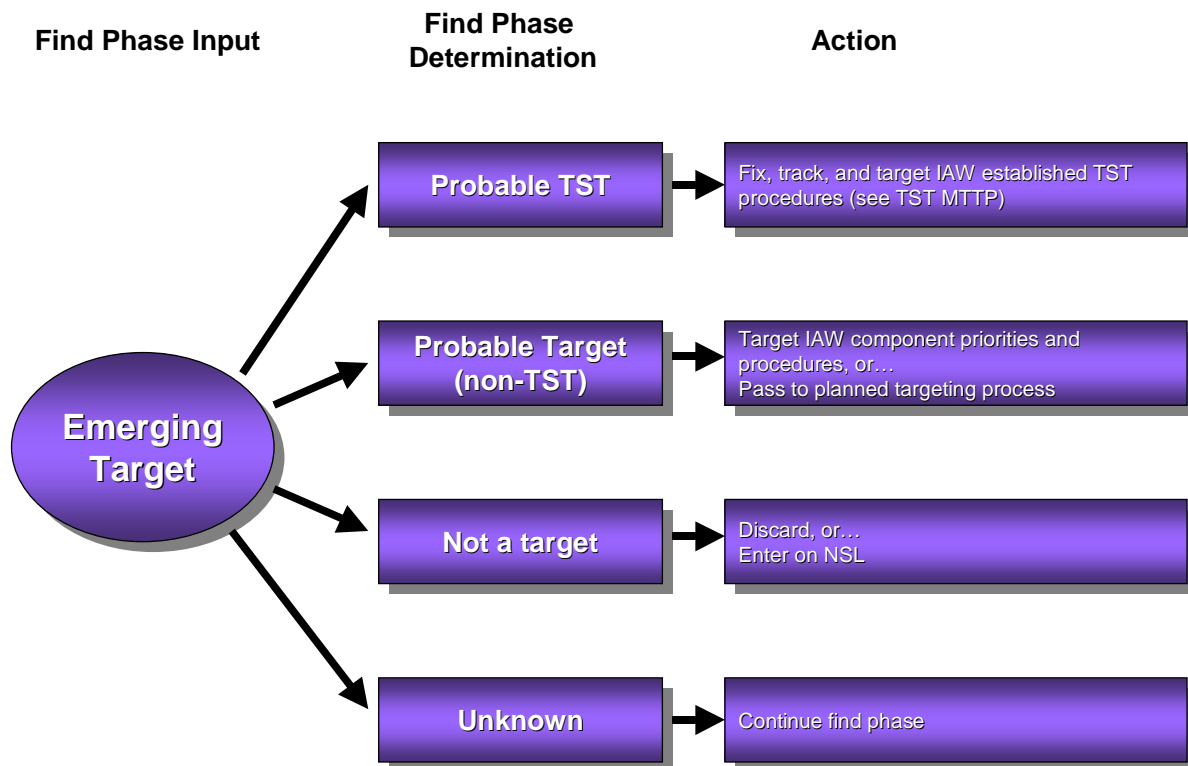 Find Phase Input
Find Phase
Determination
Action
Probable TST
Fix, track, and target IAW established TST
procedures (see TST MTTP)
Probable Target
(non-TST)
Target IAW component priorities and
procedures, or…
Pass to planned targeting process
Emerging
Target
Not a target
Discard, or…
Enter on NSL
Unknown
Continue find phase